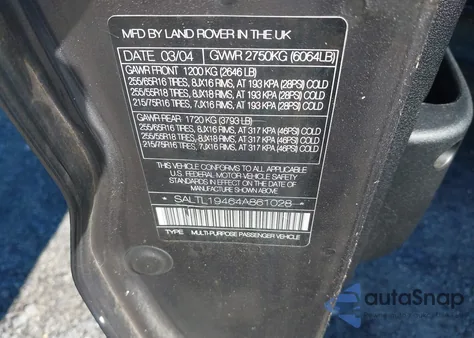 MFD BY LAND ROVER IN THE UK
DATE 03/04 GVWR 2750KG (6064LB)
GAWR FRONT 1200 KG (2646 LB)
255/65R16 TIRES, 8JX16 RIMS, AT 193 KPA (28PSI) COLD
255/55R18 TIRES, 8JX18 RIMS, AT 193 KPA (28PSI) COLD
215/75R16 TIRES, 7JX16 RIMS, AT 193 KPA (28PSI) COLD
GAWR REAR 1720 KG (3793 LB)
255/65R16 TIRES, 8JX16 RIMS, AT 317 KPA (46PSI) COLD
255/55R18 TIRES, 8JX18 RIMS, AT 317 KPA (46PSI) COLD
215/75R16 TIRES, 7JX16 RIMS, AT 317 KPA (46PSI) COLD
THIS VEHICLE CONFORMS TO ALL APPLICABLE
U.S. FEDERAL MOTOR VEHICLE SAFETY
STANDARDS IN EFFECT ON THE DATE OF
MANUFACTURE SHOWN ABOVE
* SALTL19464A861028 *
TYPE MULTI-PURPOSE PASSENGER VEHICLE
autoSnap